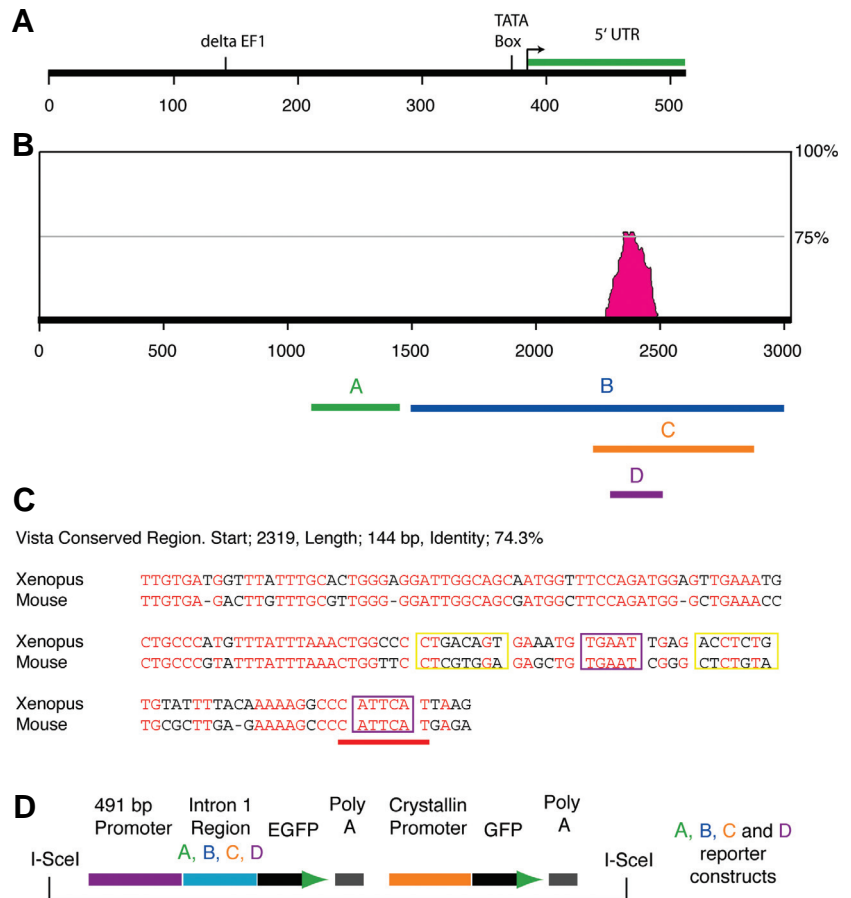 A
delta EF1
TATA
Box
5' UTR
0 100 200 300 400 500
B
100%
75%
0 500 1000 1500 2000 2500 3000
A
B
C
D
C
Vista Conserved Region. Start; 2319, Length; 144 bp, Identity; 74.3%
Xenopus TTGTGATGGTTTATTTGCACTGGGAGGATTGGCAGCAATGGTTTCCAGATGGAGTTGAAATG
Mouse TTGTGA-GACTTGTTTGCGTTGGG-GGATTGGCAGCGATGGCTTCCAGATGG-GCTGAAACC
Xenopus CTGCCCATGTTTATTTAAACTGGCCC CTGACAGT GAAATG TGAAT TGAG ACCTCTG
Mouse CTGCCCGTATTTATTTAAACTGGTTC CTCGTGGA GAGCTG TGAAT CGGG CTCTGTA
Xenopus TGTATTTACAAAAAGGCCC ATTCA TTAAG
Mouse TGCGCTTGA-GAAAAGCCCC ATTCA TGAGA
D
491 bp
Promoter
Intron 1
Region
A, B, C, D
EGFP
Poly
A
Crystallin
Promoter
GFP
Poly
A
I-SceI
I-SceI
A, B, C and D
reporter
constructs